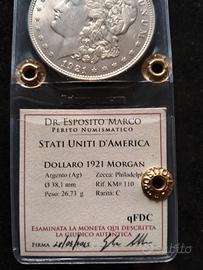 1921
DR. ESPOSITO MARCO
PERITO NUMISMATICO
STATI UNITI D'AMERICA
DOLLARO 1921 MORGAN
Argento (Ag) Zecca: Philadelphia
Ø 38,1 mm Rif. KM# 110
Peso: 26,73 g Rarità: C
qFDC
ESAMINATA LA MONETA QUI DESCRITTA
LA GIUDICO AUTENTICA
FIRMA